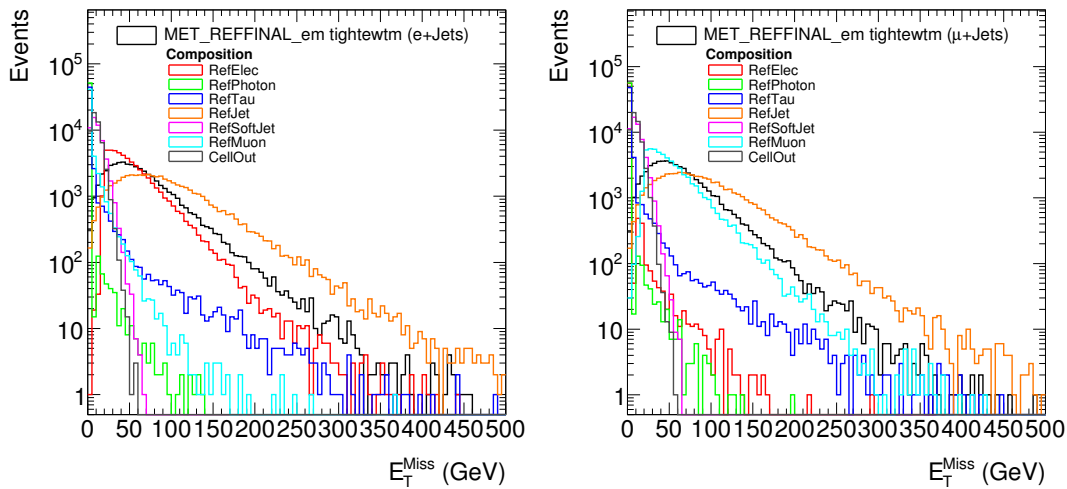 Events
MET_REFFINAL_em tightewtm (e+Jets)
Composition
RefElec
RefPhoton
RefTau
RefJet
RefSoftJet
RefMuon
CellOut
10^5
10^4
10^3
10^2
10
1
0 50 100 150 200 250 300 350 400 450 500
E_T^Miss (GeV)
Events
MET_REFFINAL_em tightewtm (μ+Jets)
Composition
RefElec
RefPhoton
RefTau
RefJet
RefSoftJet
RefMuon
CellOut
10^5
10^4
10^3
10^2
10
1
0 50 100 150 200 250 300 350 400 450 500
E_T^Miss (GeV)